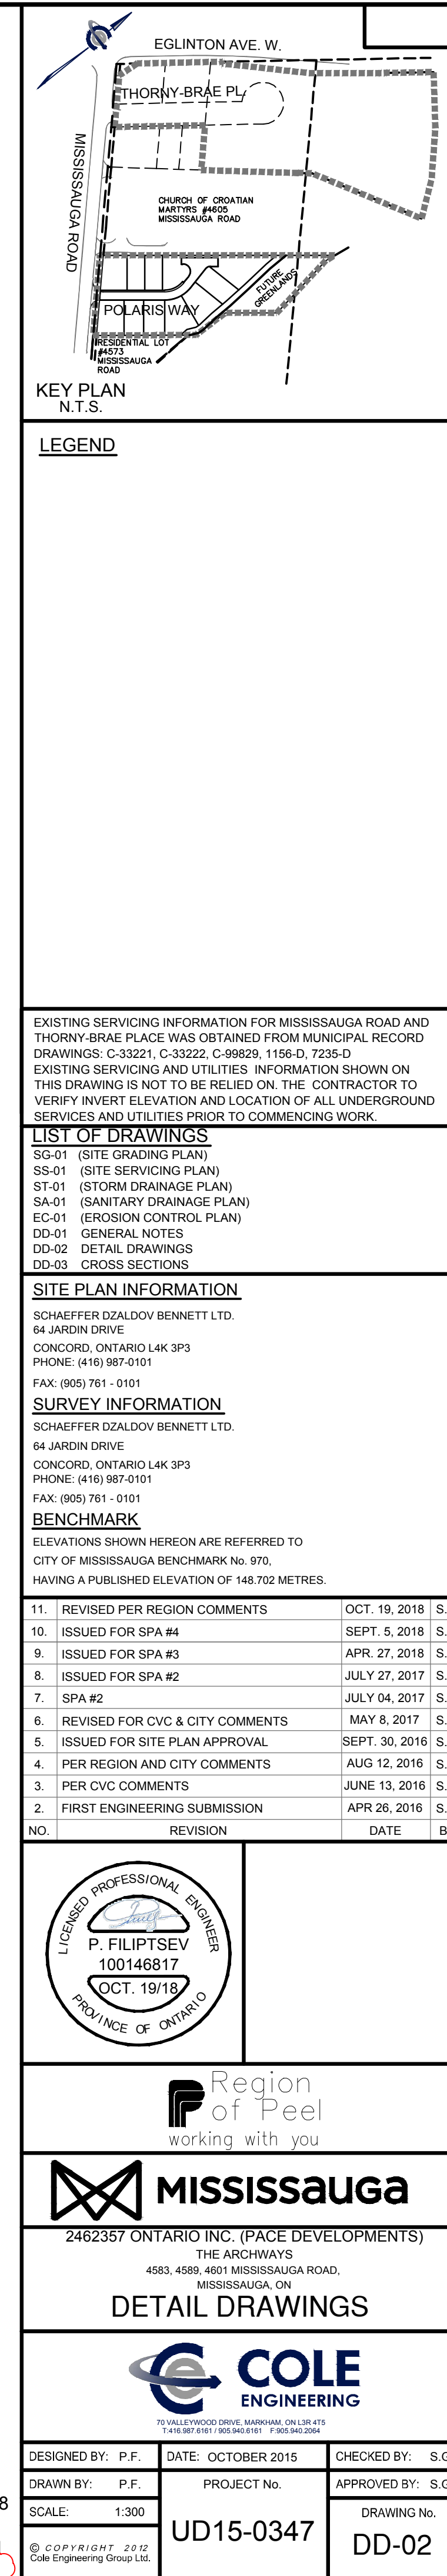 EGLINTON AVE. W.
THORNY-BRAE PL.
MISSISSAUGA ROAD
CHURCH OF CROATIAN
MARTYRS #4605
MISSISSAUGA ROAD
FUTURE
GREENLANDS
POLARIS WAY
RESIDENTIAL LOT
#4573
MISSISSAUGA
ROAD
KEY PLAN
N.T.S.
LEGEND
EXISTING SERVICING INFORMATION FOR MISSISSAUGA ROAD AND
THORNY-BRAE PLACE WAS OBTAINED FROM MUNICIPAL RECORD
DRAWINGS: C-33221, C-33222, C-99829, 1156-D, 7235-D
EXISTING SERVICING AND UTILITIES INFORMATION SHOWN ON
THIS DRAWING IS NOT TO BE RELIED ON. THE CONTRACTOR TO
VERIFY INVERT ELEVATION AND LOCATION OF ALL UNDERGROUND
SERVICES AND UTILITIES PRIOR TO COMMENCING WORK.
LIST OF DRAWINGS
SG-01 (SITE GRADING PLAN)
SS-01 (SITE SERVICING PLAN)
ST-01 (STORM DRAINAGE PLAN)
SA-01 (SANITARY DRAINAGE PLAN)
EC-01 (EROSION CONTROL PLAN)
DD-01 GENERAL NOTES
DD-02 DETAIL DRAWINGS
DD-03 CROSS SECTIONS
SITE PLAN INFORMATION
SCHAEFFER DZALDOV BENNETT LTD.
64 JARDIN DRIVE
CONCORD, ONTARIO L4K 3P3
PHONE: (416) 987-0101
FAX: (905) 761 - 0101
SURVEY INFORMATION
SCHAEFFER DZALDOV BENNETT LTD.
64 JARDIN DRIVE
CONCORD, ONTARIO L4K 3P3
PHONE: (416) 987-0101
FAX: (905) 761 - 0101
BENCHMARK
ELEVATIONS SHOWN HEREON ARE REFERRED TO
CITY OF MISSISSAUGA BENCHMARK No. 970,
HAVING A PUBLISHED ELEVATION OF 148.702 METRES.
11. REVISED PER REGION COMMENTS OCT. 19, 2018 S.
10. ISSUED FOR SPA #4 SEPT. 5, 2018 S.
9. ISSUED FOR SPA #3 APR. 27, 2018 S.
8. ISSUED FOR SPA #2 JULY 27, 2017 S.
7. SPA #2 JULY 04, 2017 S.
6. REVISED FOR CVC & CITY COMMENTS MAY 8, 2017 S.
5. ISSUED FOR SITE PLAN APPROVAL SEPT. 30, 2016 S.
4. PER REGION AND CITY COMMENTS AUG 12, 2016 S.
3. PER CVC COMMENTS JUNE 13, 2016 S.
2. FIRST ENGINEERING SUBMISSION APR 26, 2016 S.
NO. REVISION DATE B
LICENSED PROFESSIONAL ENGINEER
P. FILIPTSEV
100146817
OCT. 19/18
PROVINCE OF ONTARIO
Region
of Peel
working with you
MISSISSAUGA
2462357 ONTARIO INC. (PACE DEVELOPMENTS)
THE ARCHWAYS
4583, 4589, 4601 MISSISSAUGA ROAD,
MISSISSAUGA, ON
DETAIL DRAWINGS
COLE
ENGINEERING
70 VALLEYWOOD DRIVE, MARKHAM, ON L3R 4T5
T:416.987.6161 / 905.940.6161 F:905.940.2064
DESIGNED BY: P.F. DATE: OCTOBER 2015 CHECKED BY: S.G
DRAWN BY: P.F. PROJECT No. APPROVED BY: S.G
8
SCALE: 1:300 UD15-0347 DRAWING No.
DD-02
© COPYRIGHT 2012
Cole Engineering Group Ltd.